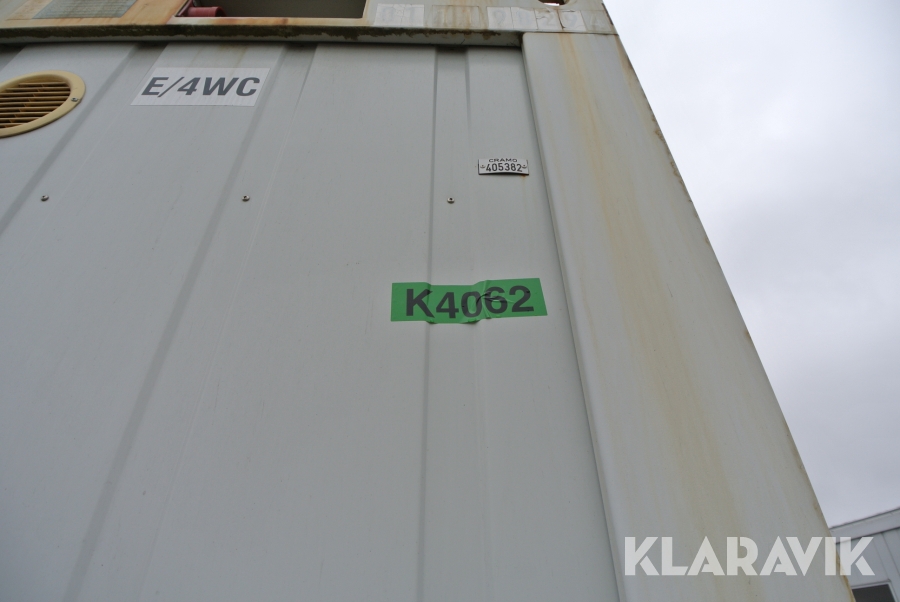 E/4WC
CRAMO
405382
K4062
KLARAVIK